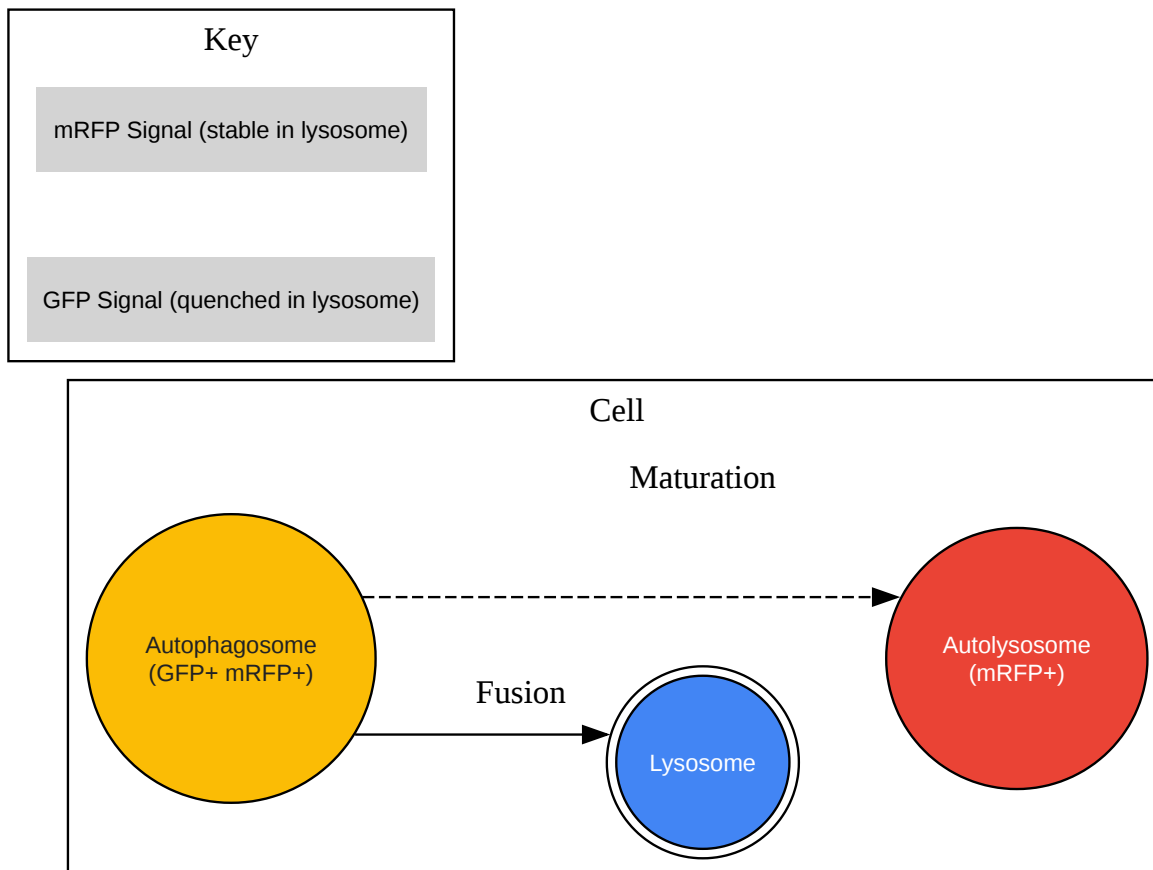 Key
mRFP Signal (stable in lysosome)
GFP Signal (quenched in lysosome)
Cell
Maturation
Autophagosome
(GFP+ mRFP+)
Autolysosome
(mRFP+)
Fusion
Lysosome